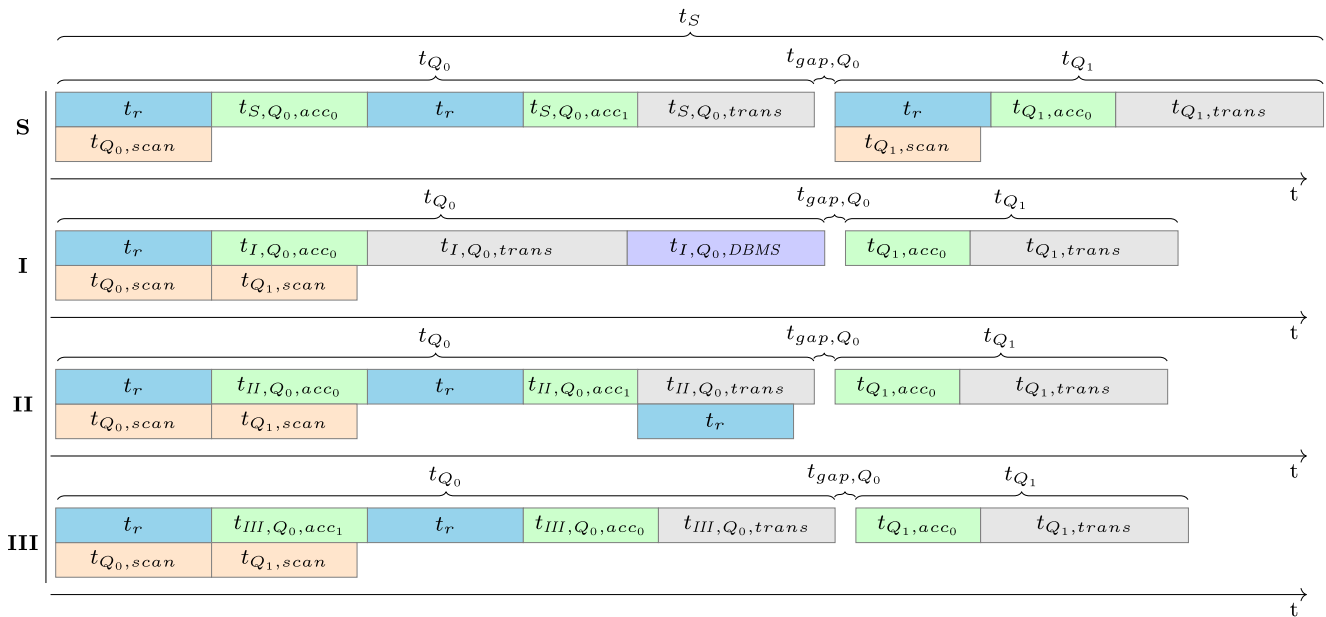 t_S
t_{Q_0} t_{gap,Q_0} t_{Q_1}
S t_r t_{S,Q_0,acc_0} t_r t_{S,Q_0,acc_1} t_{S,Q_0,trans} t_r t_{Q_1,acc_0} t_{Q_1,trans}
t_{Q_0,scan} t_{Q_1,scan}
t
t_{Q_0} t_{gap,Q_0} t_{Q_1}
I t_r t_{I,Q_0,acc_0} t_{I,Q_0,trans} t_{I,Q_0,DBMS} t_{Q_1,acc_0} t_{Q_1,trans}
t_{Q_0,scan} t_{Q_1,scan}
t
t_{Q_0} t_{gap,Q_0} t_{Q_1}
II t_r t_{II,Q_0,acc_0} t_r t_{II,Q_0,acc_1} t_{II,Q_0,trans} t_{Q_1,acc_0} t_{Q_1,trans}
t_{Q_0,scan} t_{Q_1,scan} t_r
t
t_{Q_0} t_{gap,Q_0} t_{Q_1}
III t_r t_{III,Q_0,acc_1} t_r t_{III,Q_0,acc_0} t_{III,Q_0,trans} t_{Q_1,acc_0} t_{Q_1,trans}
t_{Q_0,scan} t_{Q_1,scan}
t